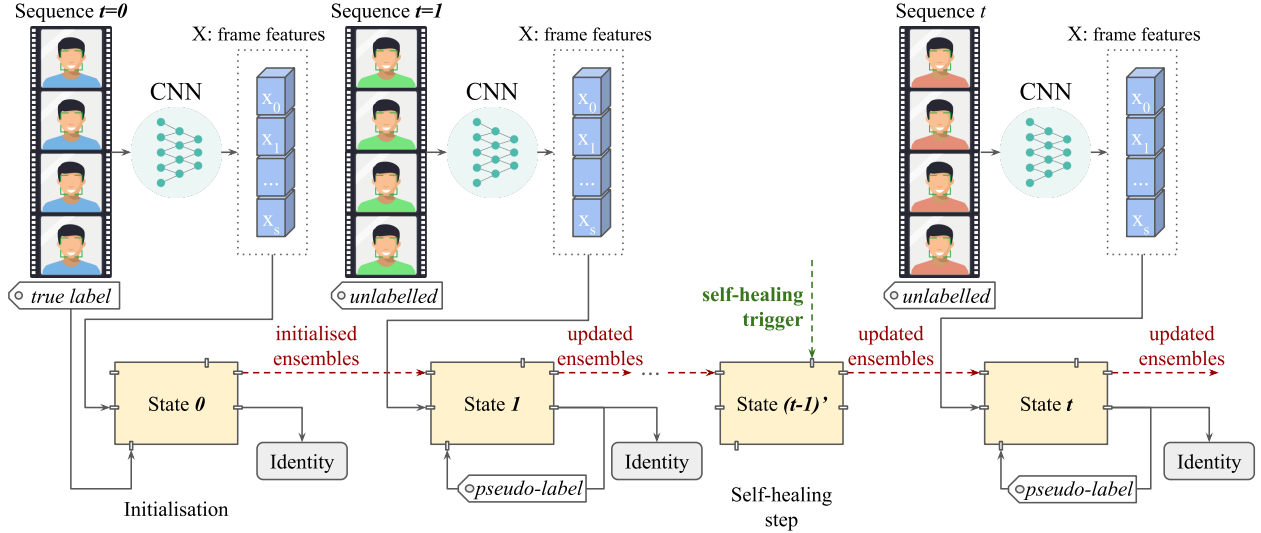 Sequence t=0
X: frame features
CNN
x0
x1
...
xs
true label
Sequence t=1
X: frame features
CNN
x0
x1
...
xs
unlabelled
Sequence t
X: frame features
CNN
x0
x1
...
xs
unlabelled
self-healing
trigger
initialised
ensembles
updated
ensembles
...
updated
ensembles
updated
ensembles
State 0
State 1
State (t-1)’
State t
Identity
Identity
Identity
pseudo-label
pseudo-label
Initialisation
Self-healing
step